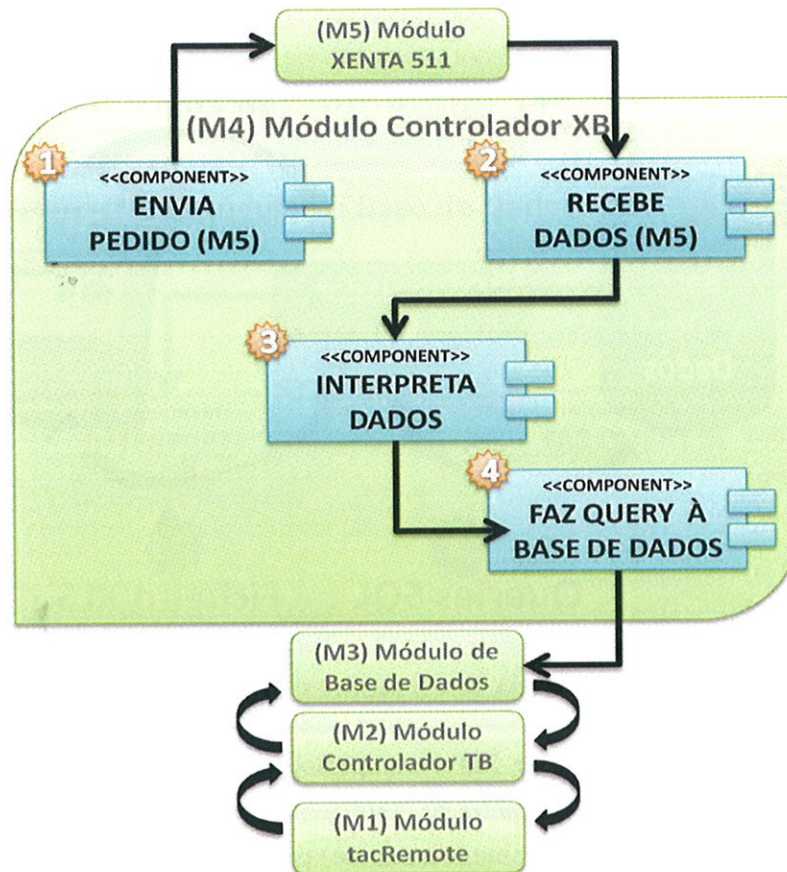 (M5) Módulo
XENTA 511
(M4) Módulo Controlador XB
1
<<COMPONENT>>
ENVIA
PEDIDO (M5)
2
<<COMPONENT>>
RECEBE
DADOS (M5)
3
<<COMPONENT>>
INTERPRETA
DADOS
4
<<COMPONENT>>
FAZ QUERY À
BASE DE DADOS
(M3) Módulo de
Base de Dados
(M2) Módulo
Controlador TB
(M1) Módulo
tacRemote